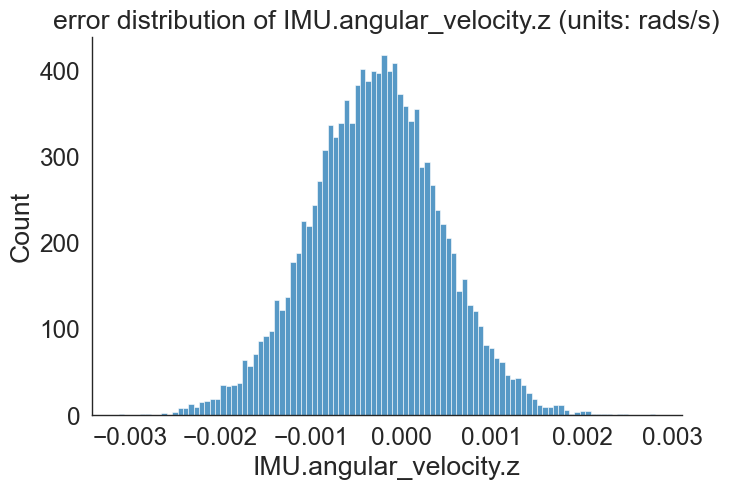 error distribution of IMU.angular_velocity.z (units: rads/s)
400
300
200
100
0
Count
−0.003 −0.002 −0.001 0.000 0.001 0.002 0.003
IMU.angular_velocity.z